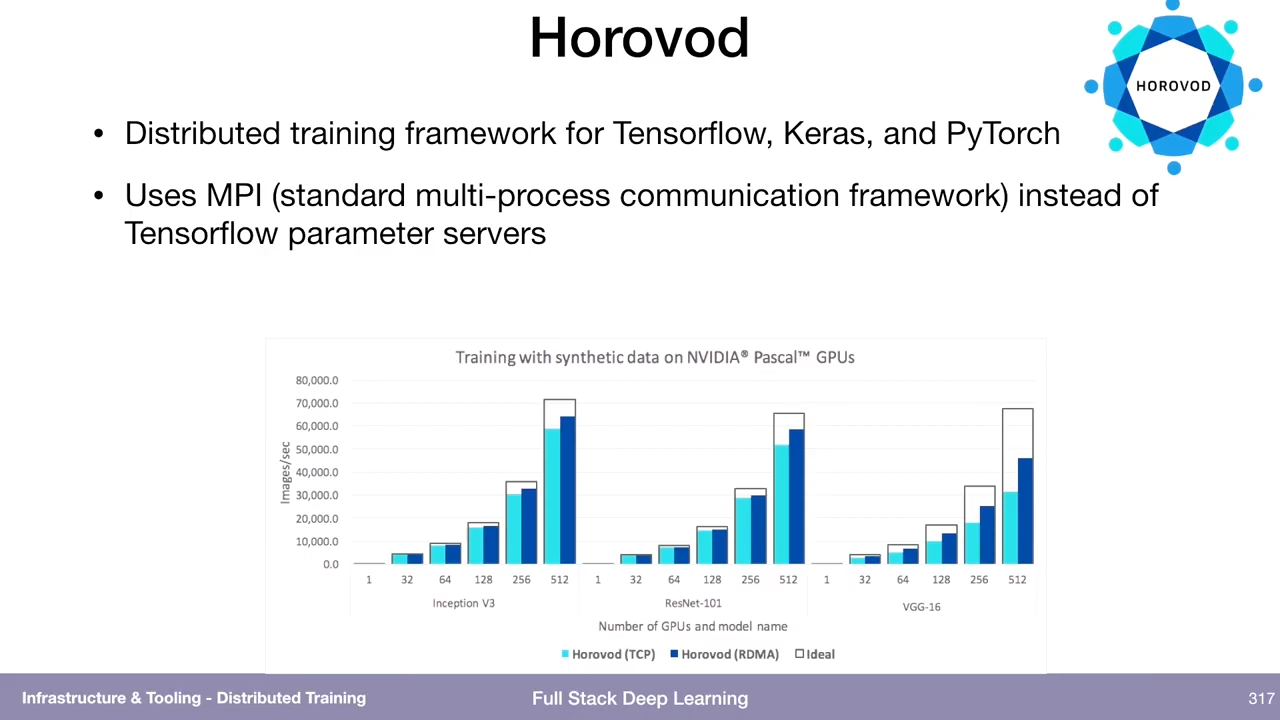 Horovod
HOROVOD
• Distributed training framework for Tensorflow, Keras, and PyTorch
• Uses MPI (standard multi-process communication framework) instead of
Tensorflow parameter servers
Training with synthetic data on NVIDIA® Pascal™ GPUs
Images/sec
80,000.0
70,000.0
60,000.0
50,000.0
40,000.0
30,000.0
20,000.0
10,000.0
0.0
1 32 64 128 256 512 1 32 64 128 256 512 1 32 64 128 256 512
Inception V3 ResNet-101 VGG-16
Number of GPUs and model name
Horovod (TCP) Horovod (RDMA) Ideal
Infrastructure & Tooling - Distributed Training Full Stack Deep Learning 317